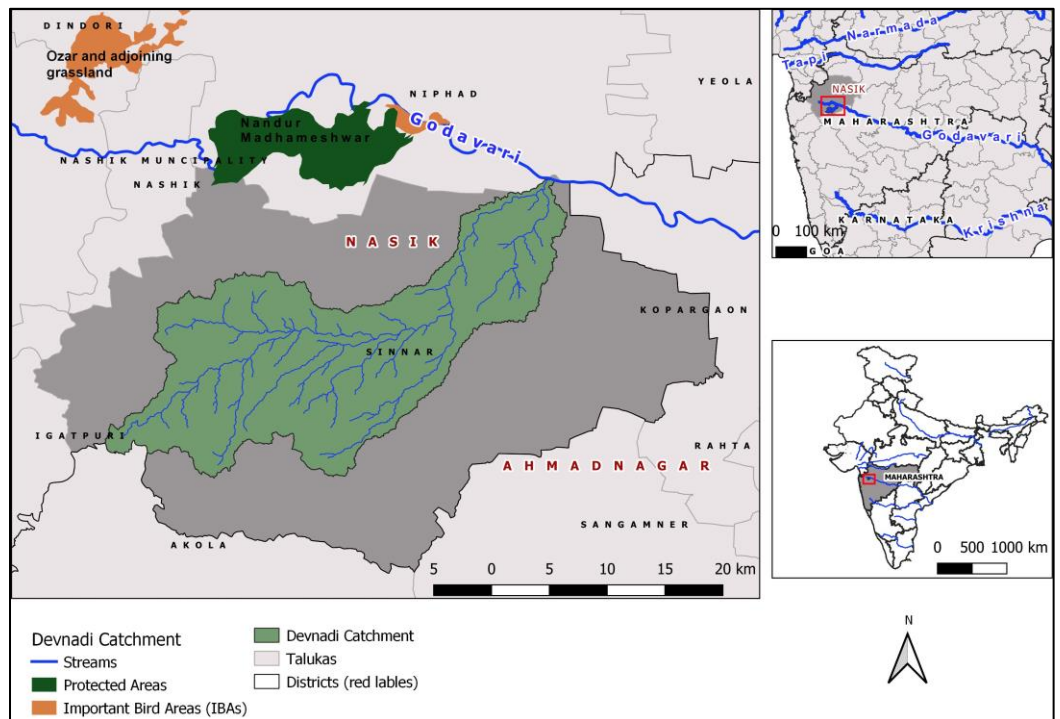 DINDORI
Ozar and adjoining
grassland
YEOLA
NIPHAD
Nandur
Madhameshwar
Godavari
NASHIK MUNCIPALITY
NASHIK
NASIK
KOPARGAON
SINNAR
IGATPURI
RAHTA
AHMADNAGAR
SANGAMNER
AKOLA
5 0 5 10 15 20 km
Narmada
Tapi
NASIK
MAHARASHTRA
Godavari
KARNATAKA
Krishna
0 100 km
GOA
MAHARASHTRA
0 500 1000 km
N
Devnadi Catchment
Streams
Protected Areas
Important Bird Areas (IBAs)
Devnadi Catchment
Talukas
Districts (red lables)